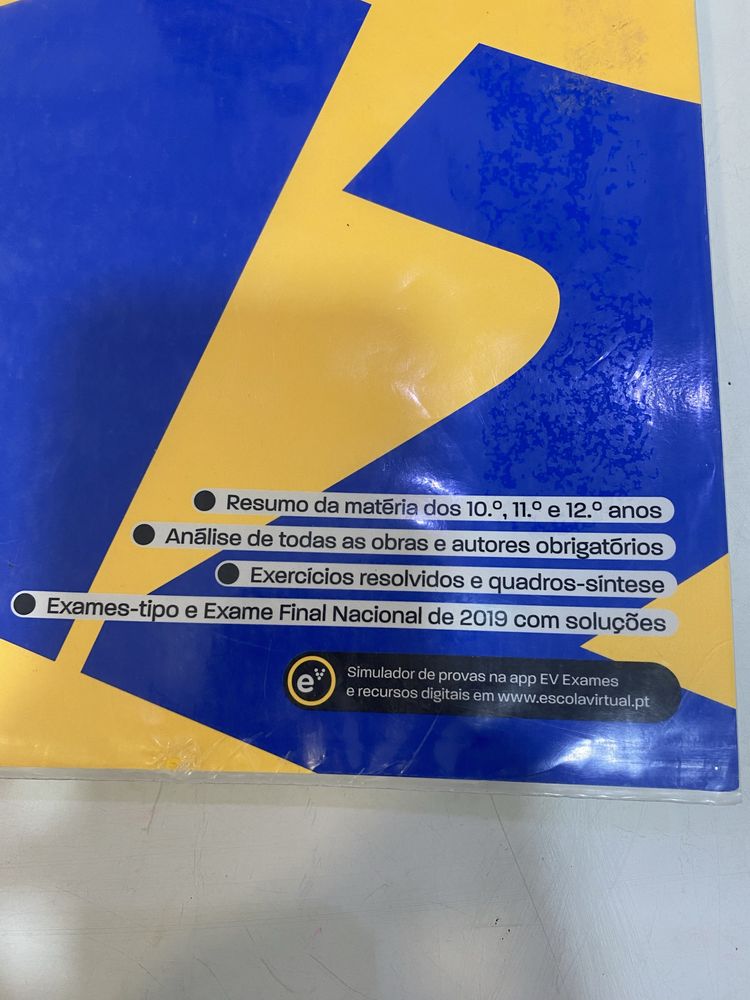 Resumo da matéria dos 10.º, 11.º e 12.º anos
Análise de todas as obras e autores obrigatórios
Exercícios resolvidos e quadros-síntese
Exames-tipo e Exame Final Nacional de 2019 com soluções
e Simulador de provas na app EV Exames
e recursos digitais em www.escolavirtual.pt